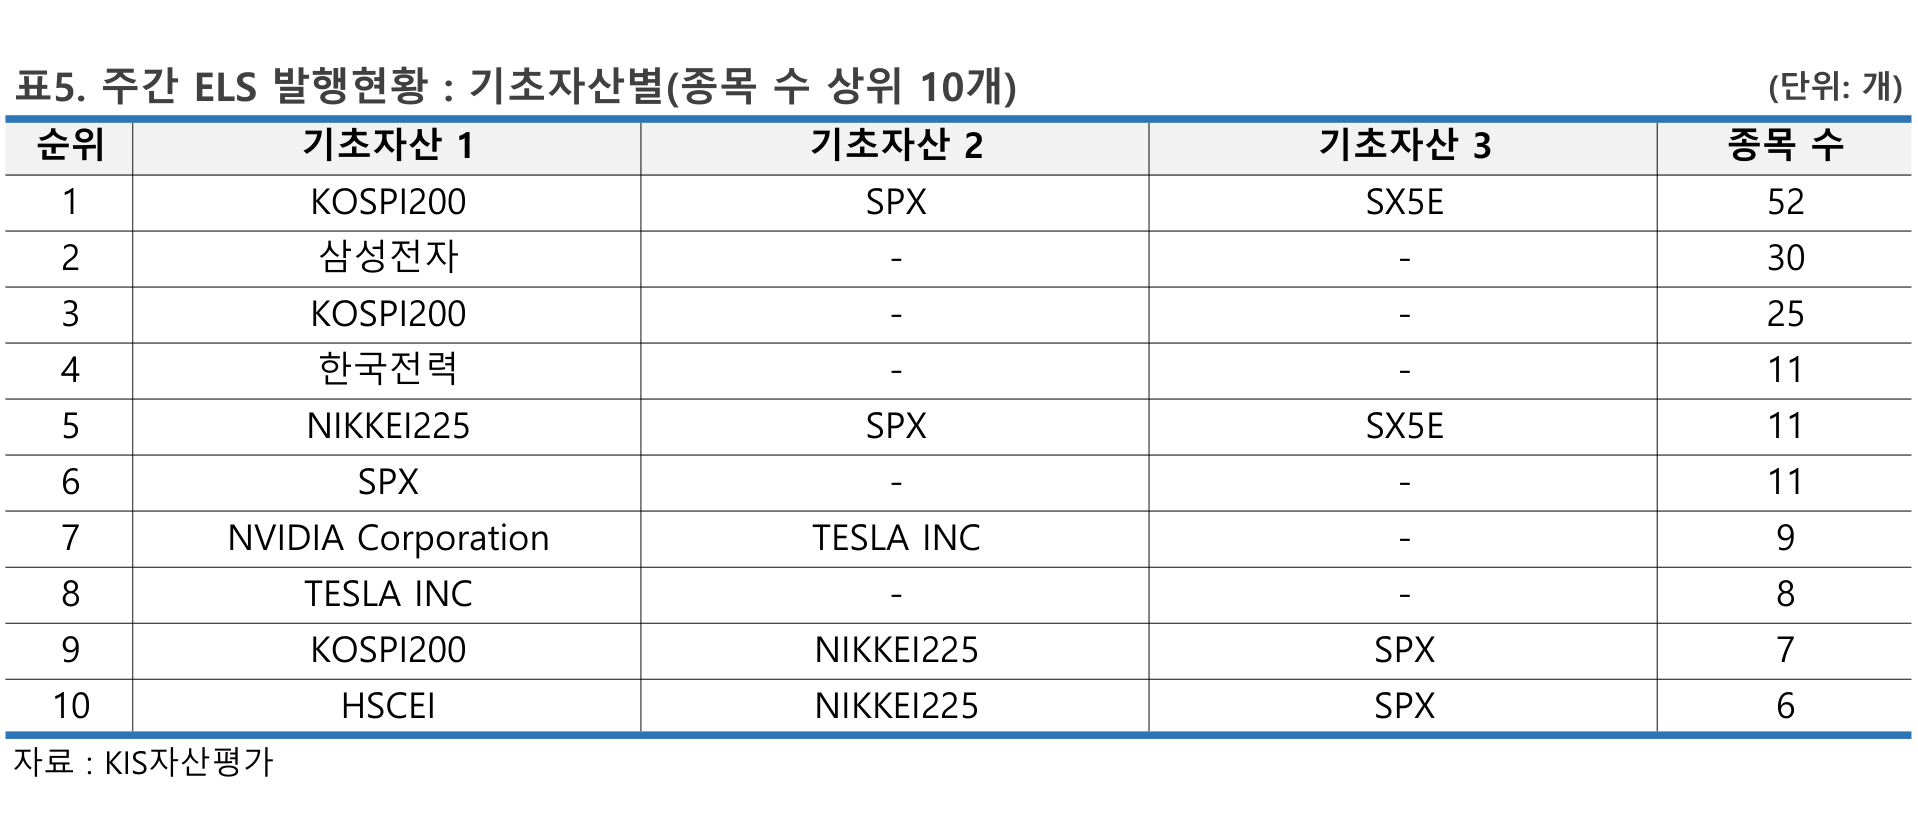 표5. 주간 ELS 발행현황 : 기초자산별(종목 수 상위 10개) (단위: 개)
순위 기초자산 1 기초자산 2 기초자산 3 종목 수
1 KOSPI200 SPX SX5E 52
2 삼성전자 - - 30
3 KOSPI200 - - 25
4 한국전력 - - 11
5 NIKKEI225 SPX SX5E 11
6 SPX - - 11
7 NVIDIA Corporation TESLA INC - 9
8 TESLA INC - - 8
9 KOSPI200 NIKKEI225 SPX 7
10 HSCEI NIKKEI225 SPX 6
자료 : KIS자산평가